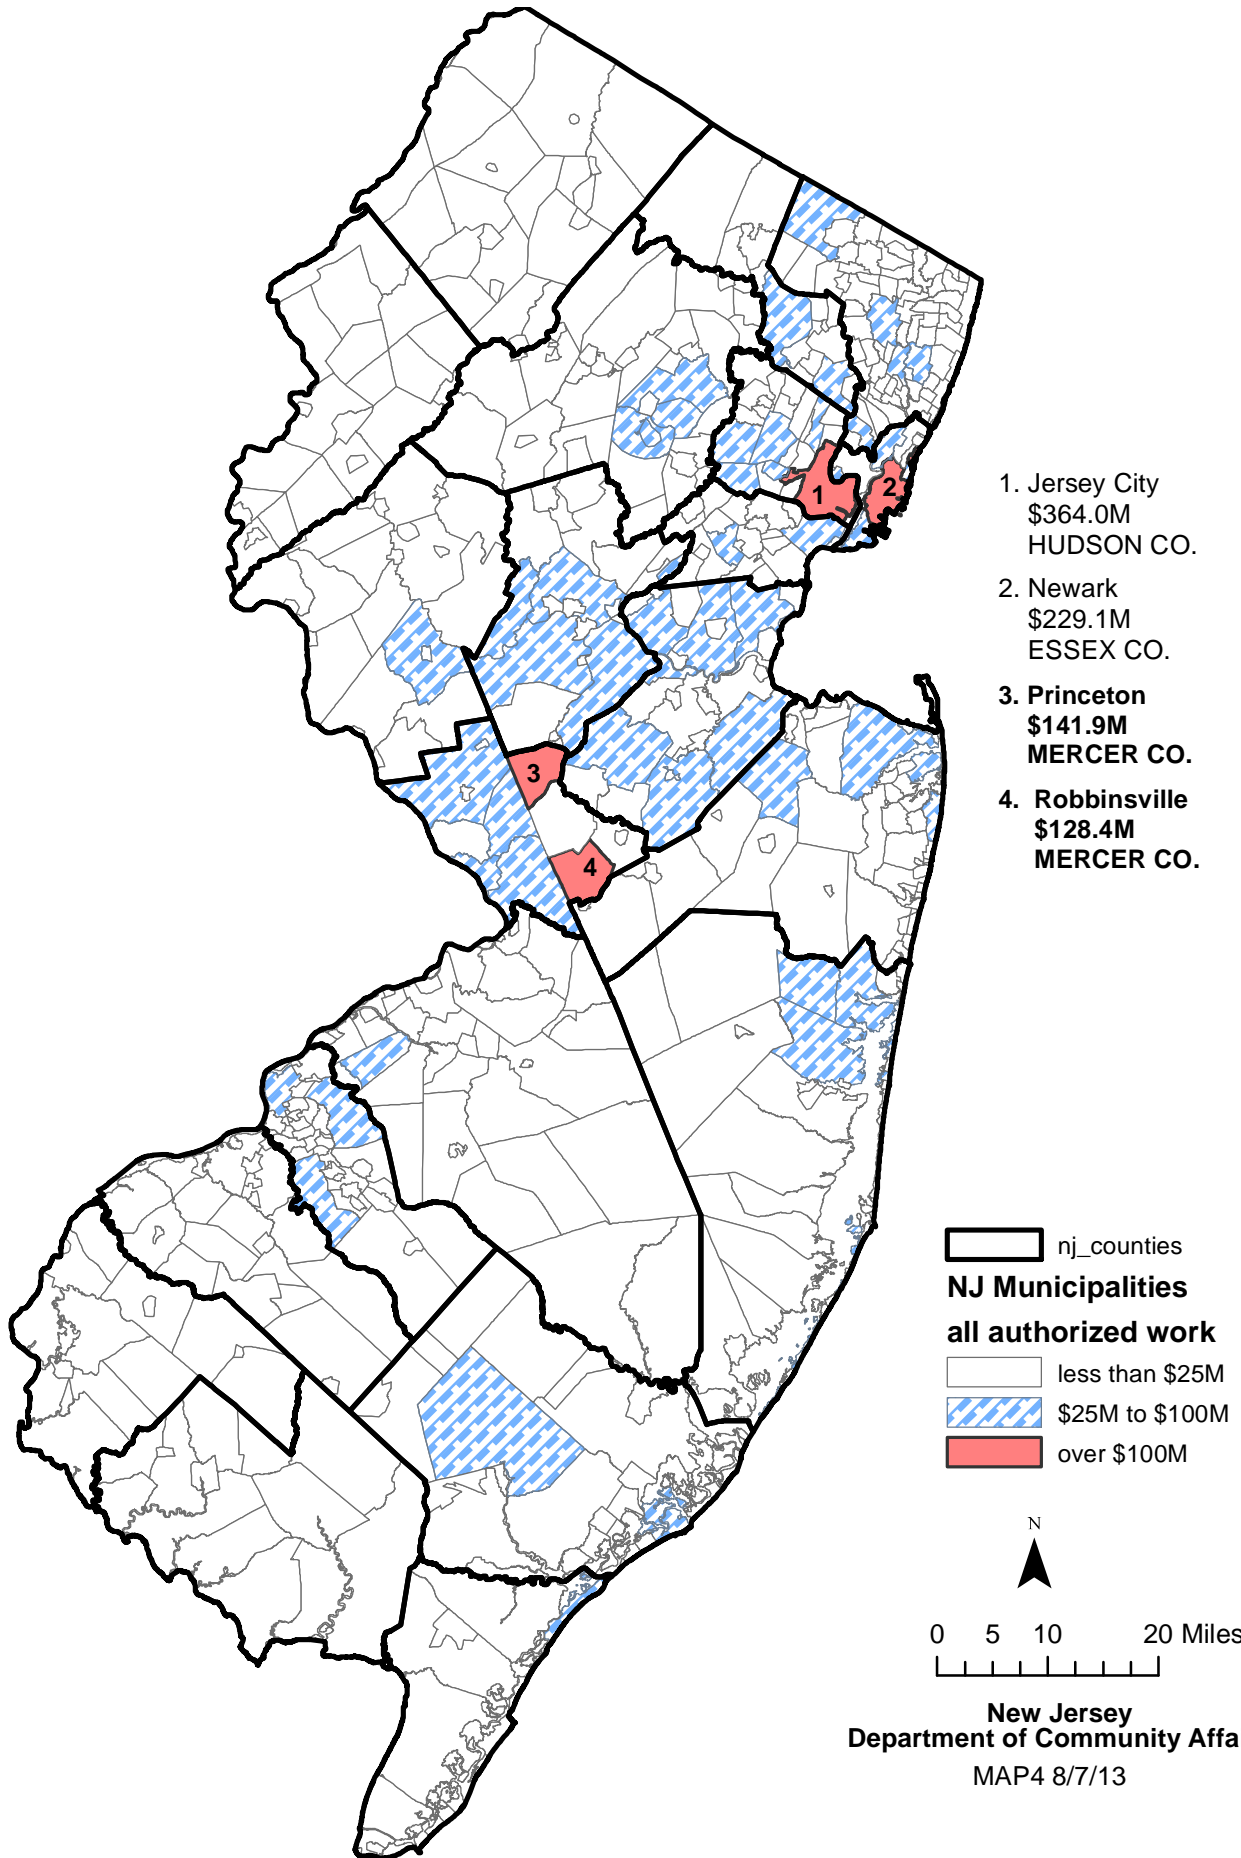 1
2
3
4
1. Jersey City
$364.0M
HUDSON CO.
2. Newark
$229.1M
ESSEX CO.
3. Princeton
$141.9M
MERCER CO.
4. Robbinsville
$128.4M
MERCER CO.
nj_counties
NJ Municipalities
all authorized work
less than $25M
$25M to $100M
over $100M
N
0 5 10 20 Miles
New Jersey
Department of Community Affa
MAP4 8/7/13